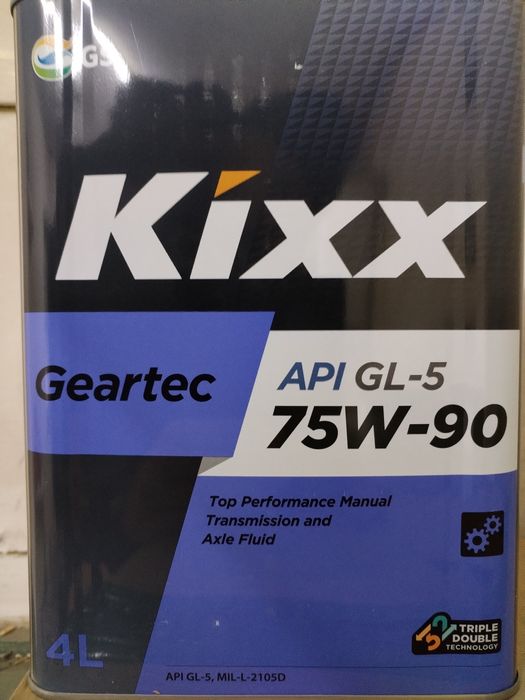 GS
Kixx
Geartec
API GL-5
75W-90
Top Performance Manual
Transmission and
Axle Fluid
TRIPLE
DOUBLE
TECHNOLOGY
4L
API GL-5, MIL-L-2105D